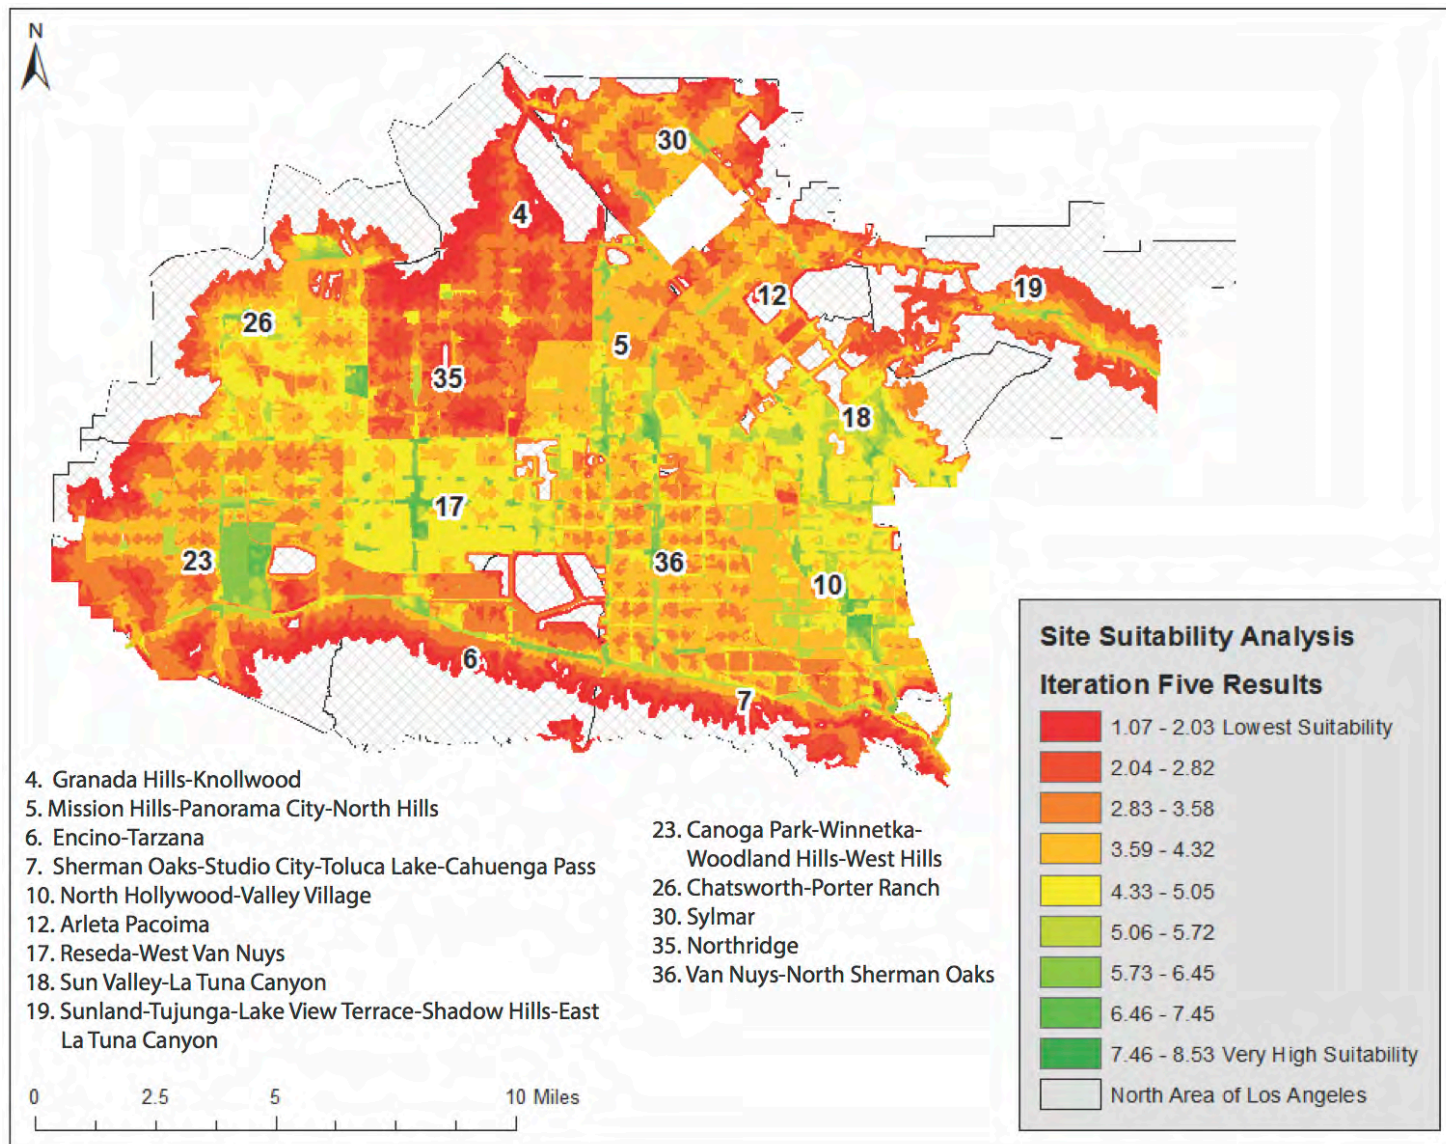 N
30
4
19
12
26
5
35
18
17
23
36
10
6
7
4. Granada Hills-Knollwood
5. Mission Hills-Panorama City-North Hills
6. Encino-Tarzana
7. Sherman Oaks-Studio City-Toluca Lake-Cahuenga Pass
10. North Hollywood-Valley Village
12. Arleta Pacoima
17. Reseda-West Van Nuys
18. Sun Valley-La Tuna Canyon
19. Sunland-Tujunga-Lake View Terrace-Shadow Hills-East
La Tuna Canyon
23. Canoga Park-Winnetka-
Woodland Hills-West Hills
26. Chatsworth-Porter Ranch
30. Sylmar
35. Northridge
36. Van Nuys-North Sherman Oaks
0 2.5 5 10 Miles
Site Suitability Analysis
Iteration Five Results
1.07 - 2.03 Lowest Suitability
2.04 - 2.82
2.83 - 3.58
3.59 - 4.32
4.33 - 5.05
5.06 - 5.72
5.73 - 6.45
6.46 - 7.45
7.46 - 8.53 Very High Suitability
North Area of Los Angeles